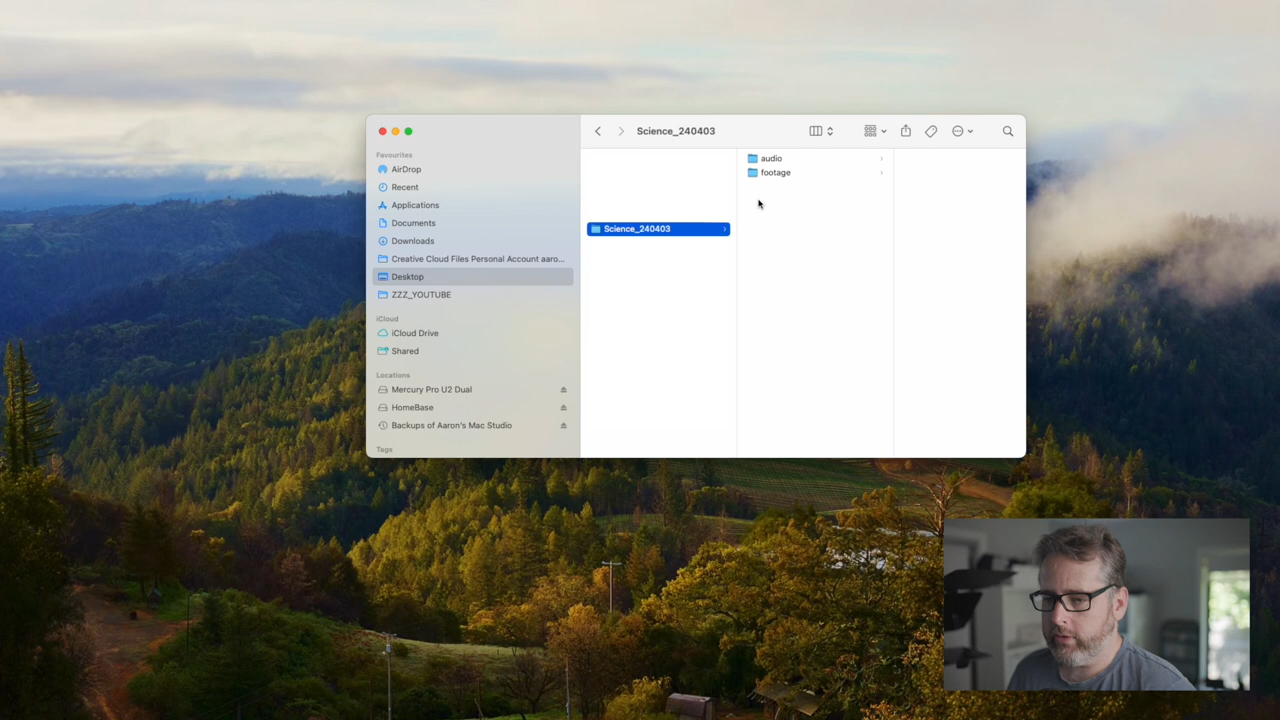 Science_240403
Favourites
AirDrop
Recent
Applications
Documents
Downloads
Creative Cloud Files Personal Account aaro...
Desktop
ZZZ_YOUTUBE
iCloud
iCloud Drive
Shared
Locations
Mercury Pro U2 Dual
HomeBase
Backups of Aaron's Mac Studio
Tags
Science_240403
audio
footage